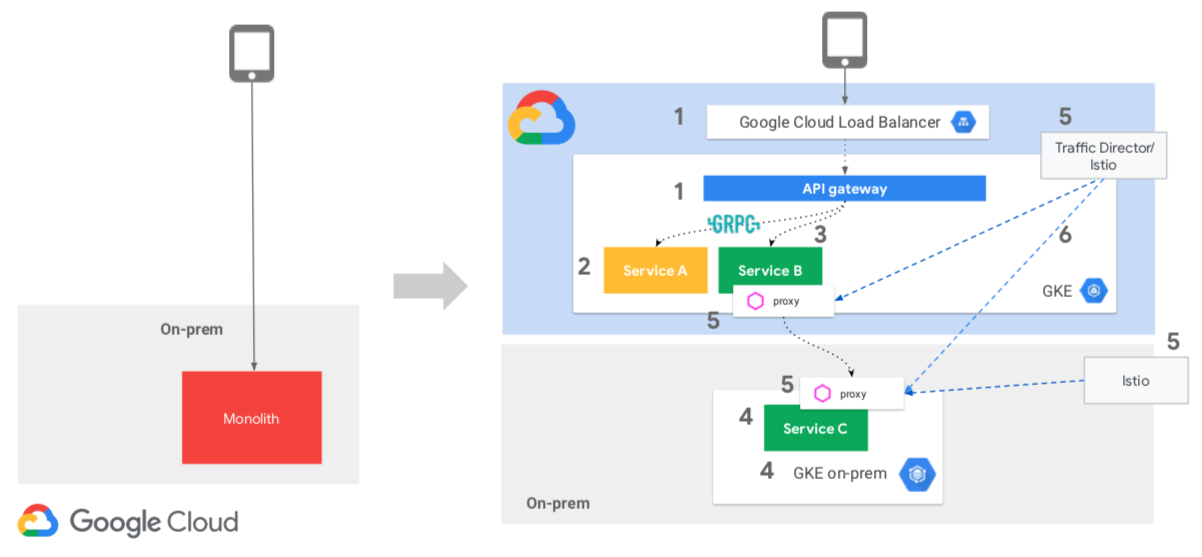 On-prem
Monolith
Google Cloud
1
Google Cloud Load Balancer
5
Traffic Director/
Istio
1
API gateway
GRPC
3
6
2
Service A
Service B
GKE
proxy
5
5
Istio
5
proxy
4
Service C
4
GKE on-prem
On-prem